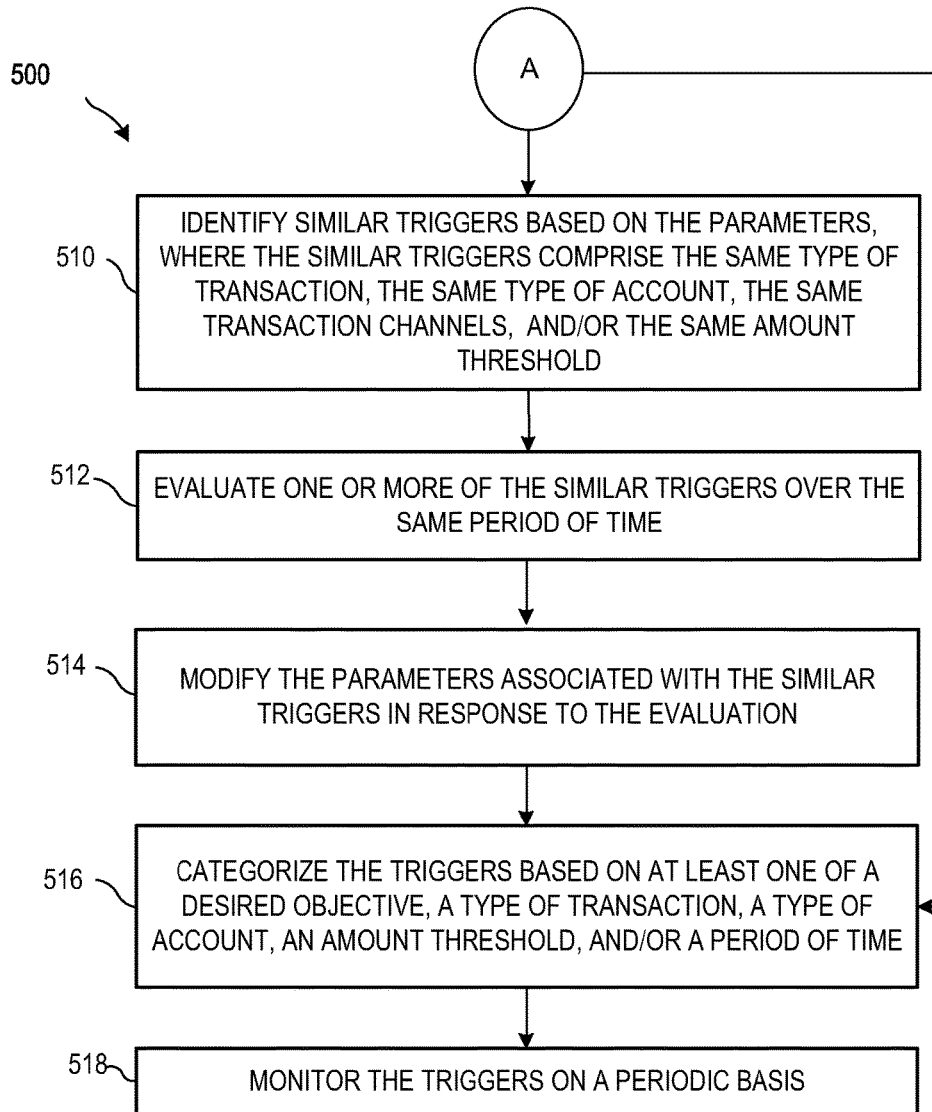 500
A
510
IDENTIFY SIMILAR TRIGGERS BASED ON THE PARAMETERS,
WHERE THE SIMILAR TRIGGERS COMPRISE THE SAME TYPE OF
TRANSACTION, THE SAME TYPE OF ACCOUNT, THE SAME
TRANSACTION CHANNELS, AND/OR THE SAME AMOUNT
THRESHOLD
512
EVALUATE ONE OR MORE OF THE SIMILAR TRIGGERS OVER THE
SAME PERIOD OF TIME
514
MODIFY THE PARAMETERS ASSOCIATED WITH THE SIMILAR
TRIGGERS IN RESPONSE TO THE EVALUATION
516
CATEGORIZE THE TRIGGERS BASED ON AT LEAST ONE OF A
DESIRED OBJECTIVE, A TYPE OF TRANSACTION, A TYPE OF
ACCOUNT, AN AMOUNT THRESHOLD, AND/OR A PERIOD OF TIME
518
MONITOR THE TRIGGERS ON A PERIODIC BASIS